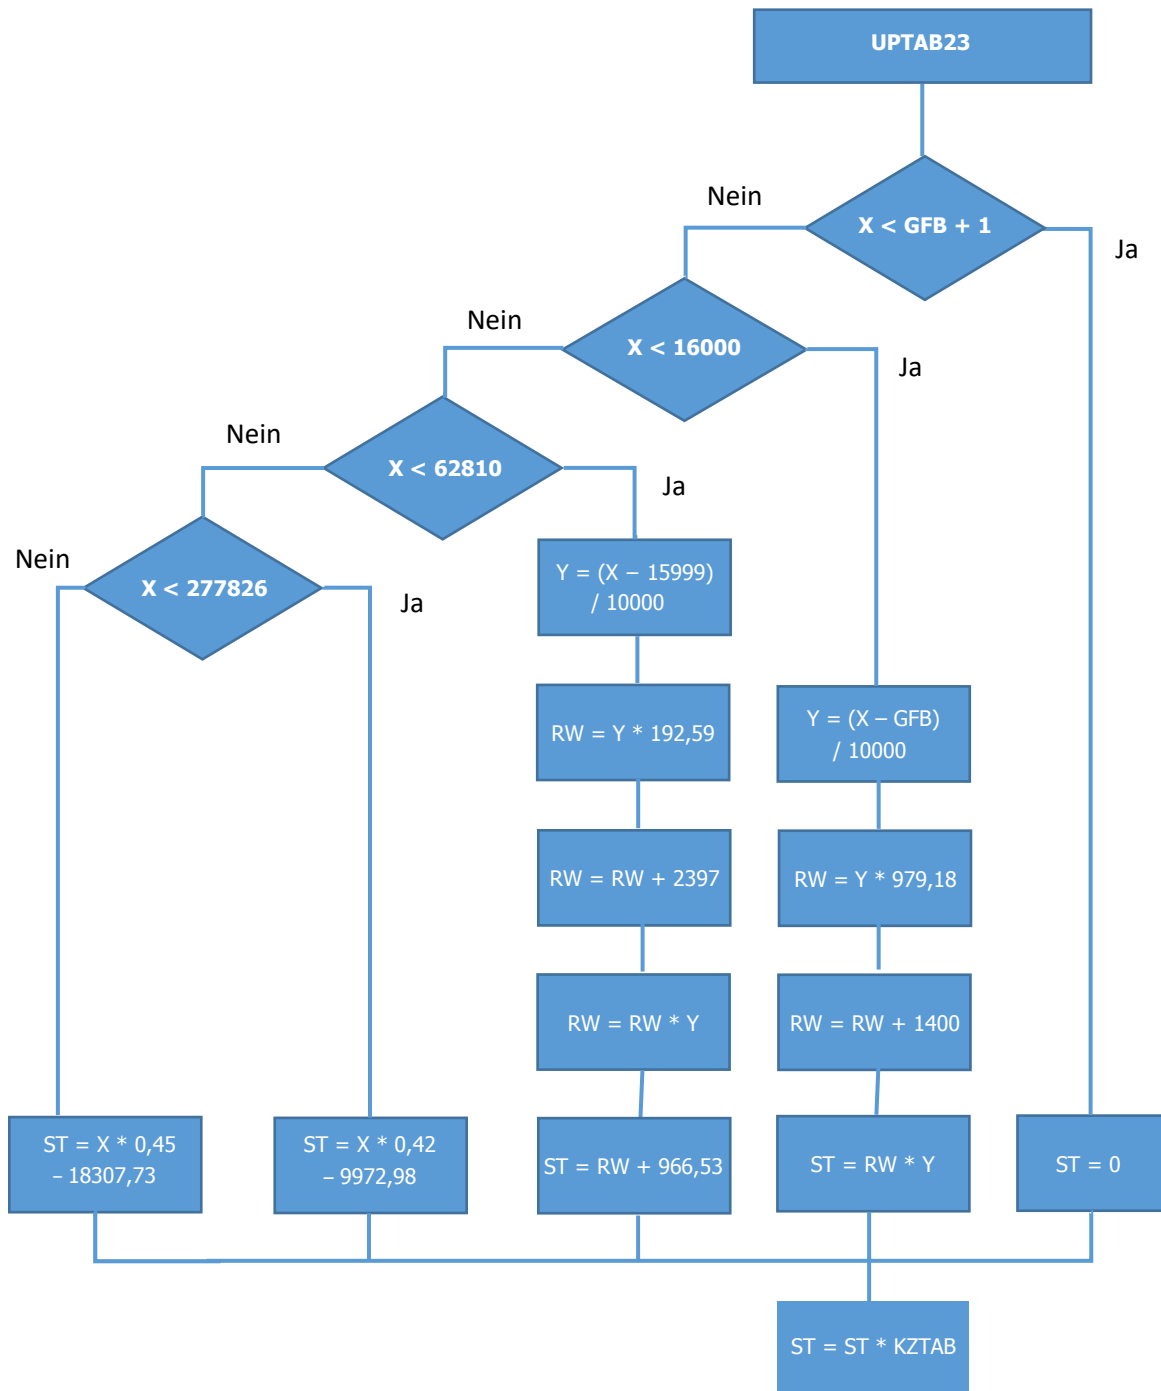 UPTAB23
Nein
X < GFB + 1
Ja
Nein
X < 16000
Ja
Nein
X < 62810
Ja
Nein
X < 277826
Ja
Y = (X – 15999)
/ 10000
RW = Y * 192,59
RW = RW + 2397
RW = RW * Y
ST = RW + 966,53
Y = (X – GFB)
/ 10000
RW = Y * 979,18
RW = RW + 1400
ST = RW * Y
ST = X * 0,45
– 18307,73
ST = X * 0,42
– 9972,98
ST = 0
ST = ST * KZTAB